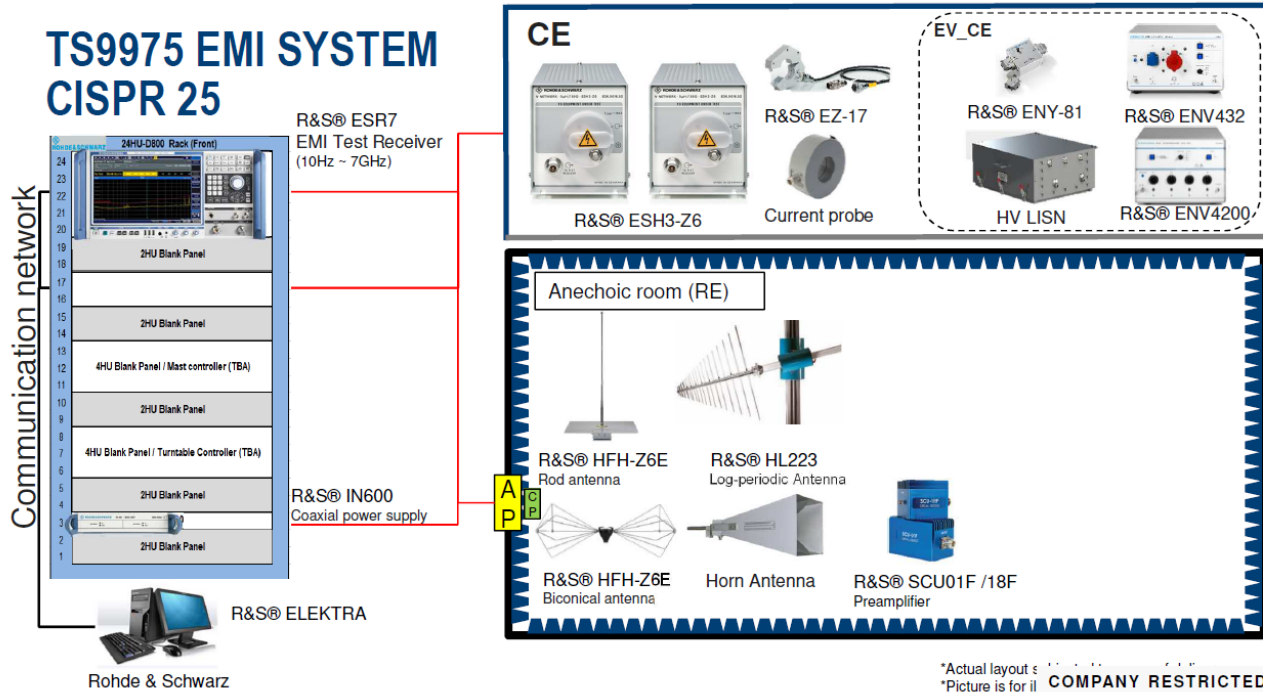 TS9975 EMI SYSTEM
CISPR 25
R&S® ESR7
EMI Test Receiver
(10Hz ~ 7GHz)
ROHDE&SCHWARZ
24HU-D800 Rack (Front)
24
23
22
21
20
19
18
17
16
15
14
13
12
11
10
9
8
7
6
5
4
3
2
1
2HU Blank Panel
2HU Blank Panel
4HU Blank Panel / Mast controller (TBA)
2HU Blank Panel
4HU Blank Panel / Turntable Controller (TBA)
2HU Blank Panel
2HU Blank Panel
Communication network
R&S® IN600
Coaxial power supply
R&S® ELEKTRA
Rohde & Schwarz
CE
R&S® ESH3-Z6
R&S® EZ-17
Current probe
EV_CE
R&S® ENY-81
R&S® ENV432
HV LISN
R&S® ENV4200
Anechoic room (RE)
R&S® HFH-Z6E
Rod antenna
R&S® HL223
Log-periodic Antenna
AP
CP
R&S® HFH-Z6E
Biconical antenna
Horn Antenna
R&S® SCU01F /18F
Preamplifier
*Actual layout
*Picture is for
COMPANY RESTRICTED